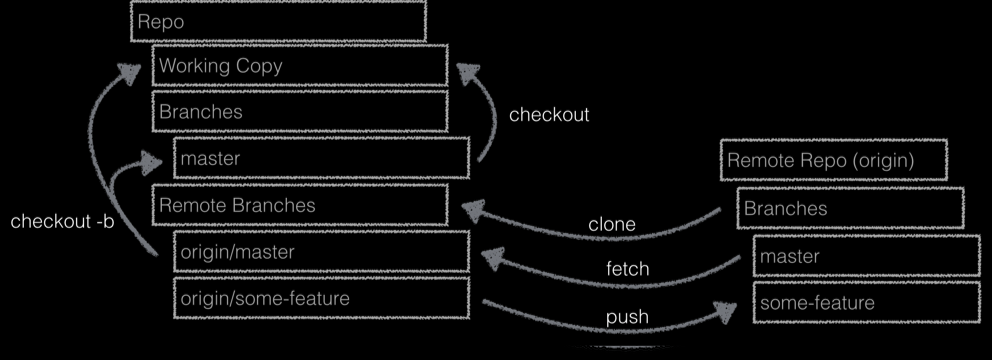 Repo
Working Copy
Branches
checkout
master
Remote Repo (origin)
Remote Branches
Branches
checkout -b
clone
origin/master
master
fetch
origin/some-feature
some-feature
push